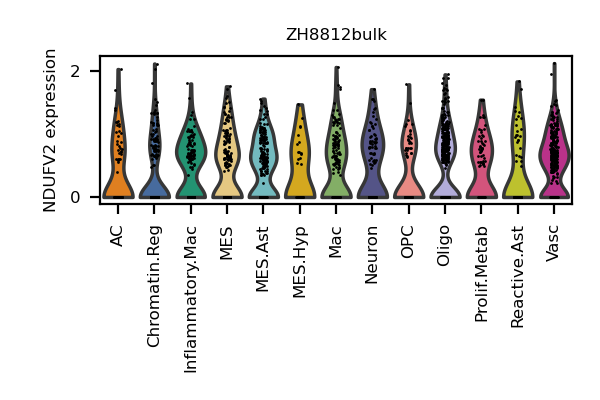 ZH8812bulk
NDUFV2 expression
2
0
AC
Chromatin.Reg
Inflammatory.Mac
MES
MES.Ast
MES.Hyp
Mac
Neuron
OPC
Oligo
Prolif.Metab
Reactive.Ast
Vasc